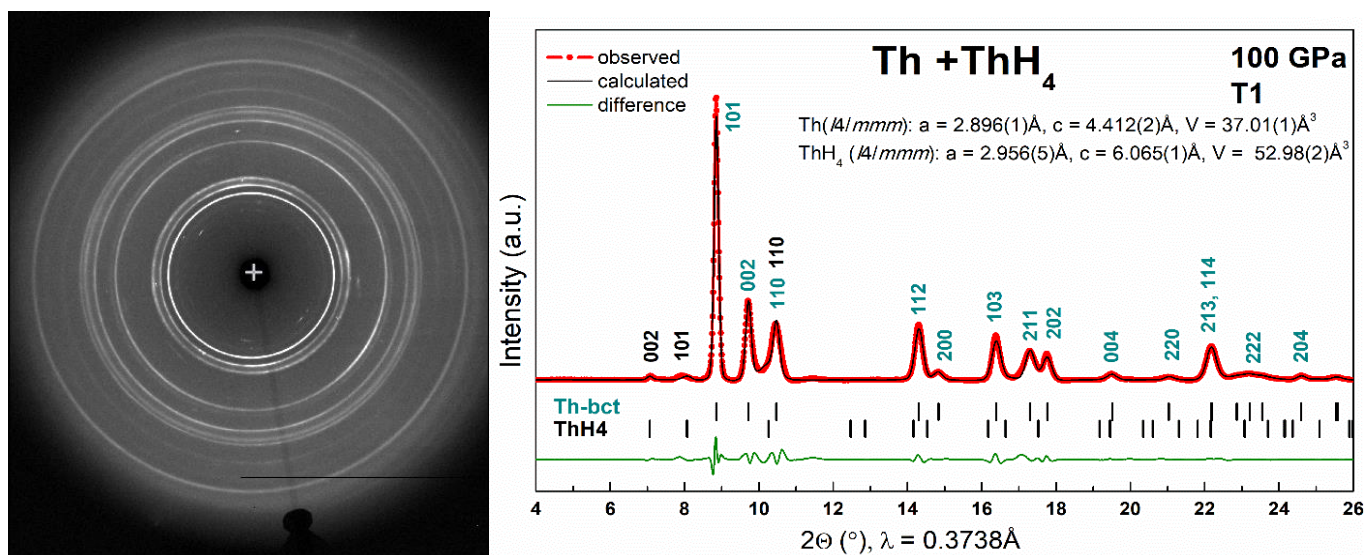 observed
calculated
difference
Th +ThH₄
100 GPa
T1
Th(I4/mmm): a = 2.896(1)Å, c = 4.412(2)Å, V = 37.01(1)Å³
ThH₄ (I4/mmm): a = 2.956(5)Å, c = 6.065(1)Å, V = 52.98(2)Å³
Intensity (a.u.)
002
101
101
002
110
110
112
200
103
211
202
004
220
213, 114
222
204
Th-bct
ThH4
4 6 8 10 12 14 16 18 20 22 24 26
2Θ (°), λ = 0.3738Å